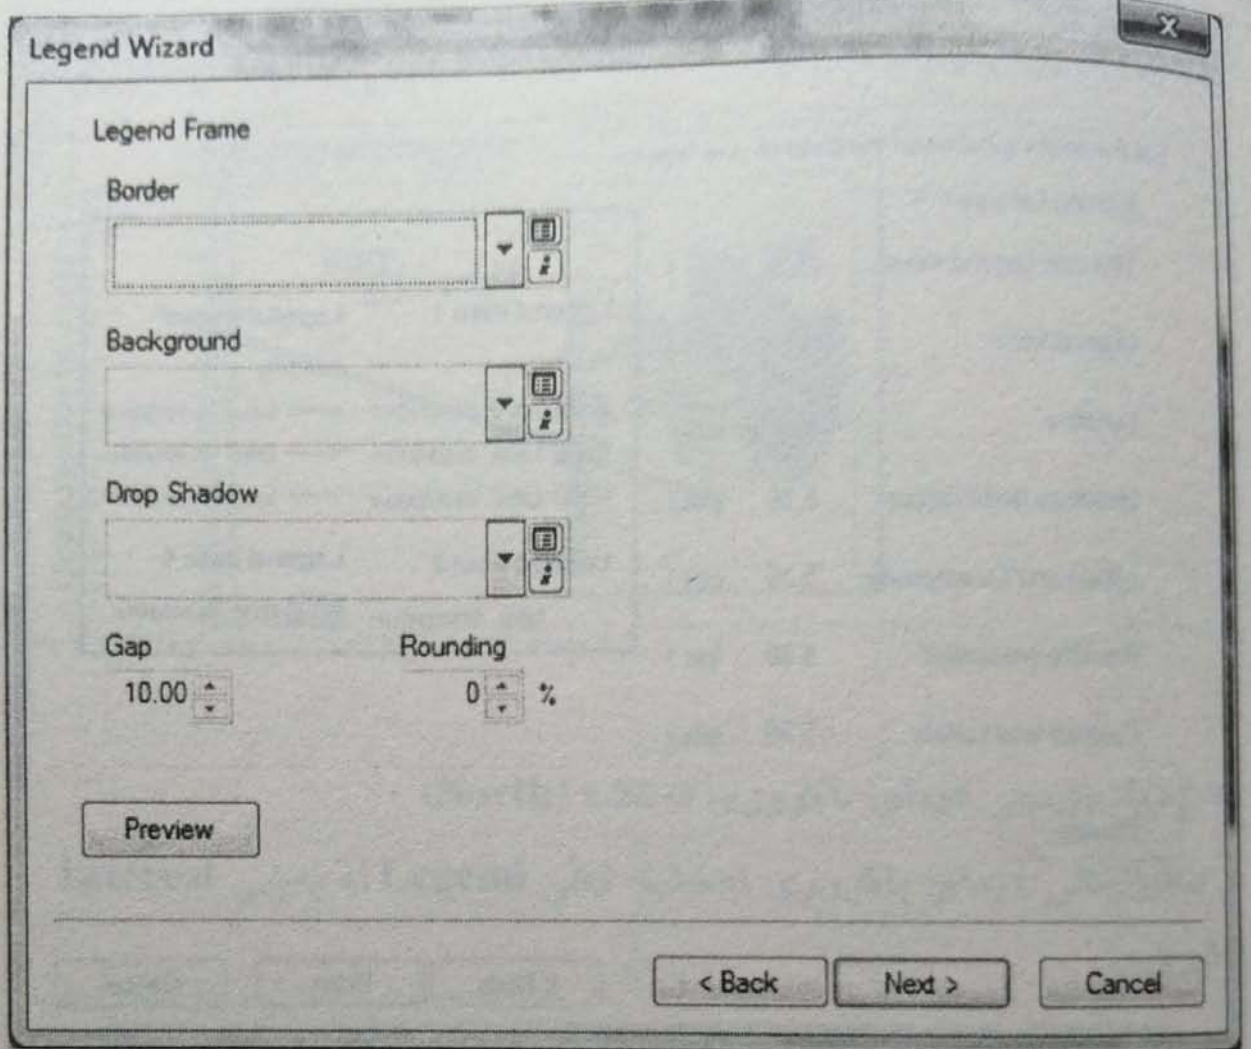 Legend Wizard
Legend Frame
Border
Background
Drop Shadow
Gap Rounding
10.00 0 %
Preview
< Back Next > Cancel